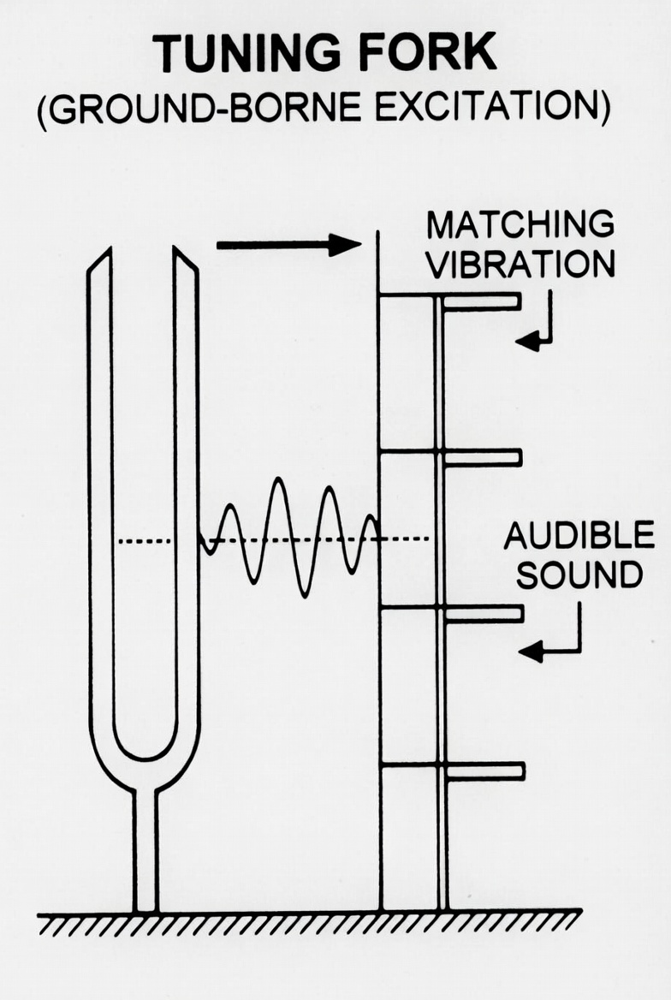 TUNING FORK
(GROUND-BORNE EXCITATION)
MATCHING
VIBRATION
AUDIBLE
SOUND